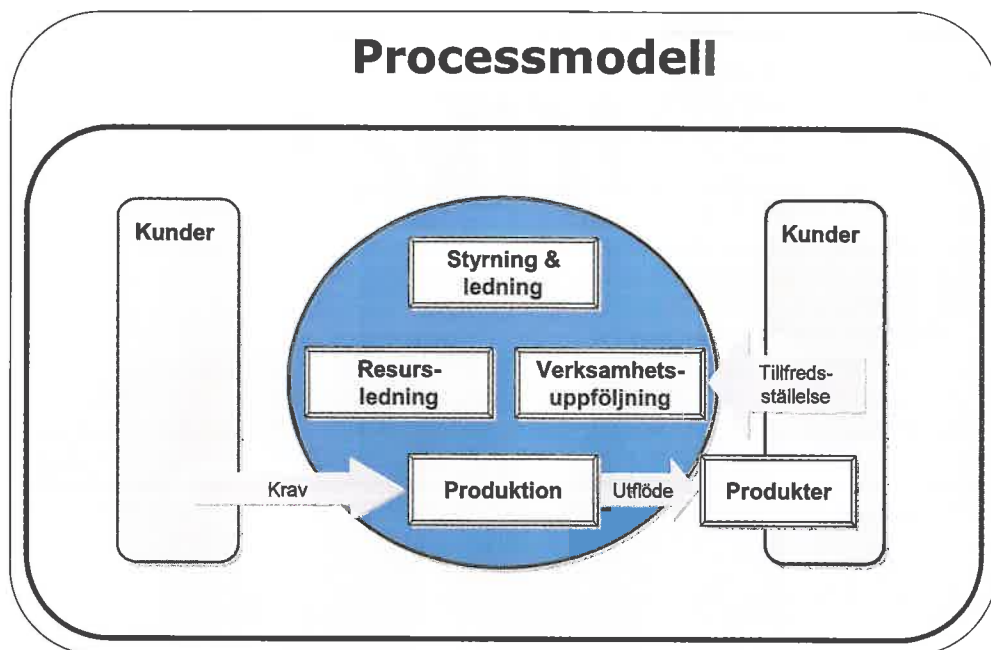 Processmodell
Kunder
Kunder
Styrning &
ledning
Resurs-
ledning
Verksamhets-
uppföljning
Tillfreds-
ställelse
Krav
Produktion
Utflöde
Produkter